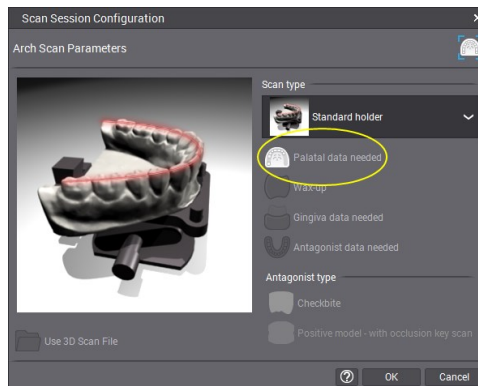 Scan Session Configuration
Arch Scan Parameters
Scan type
Standard holder
Palatal data needed
Wax-up
Gingiva data needed
Antagonist data needed
Antagonist type
Checkbite
Positive model - with occlusion key scan
Use 3D Scan File
? OK Cancel